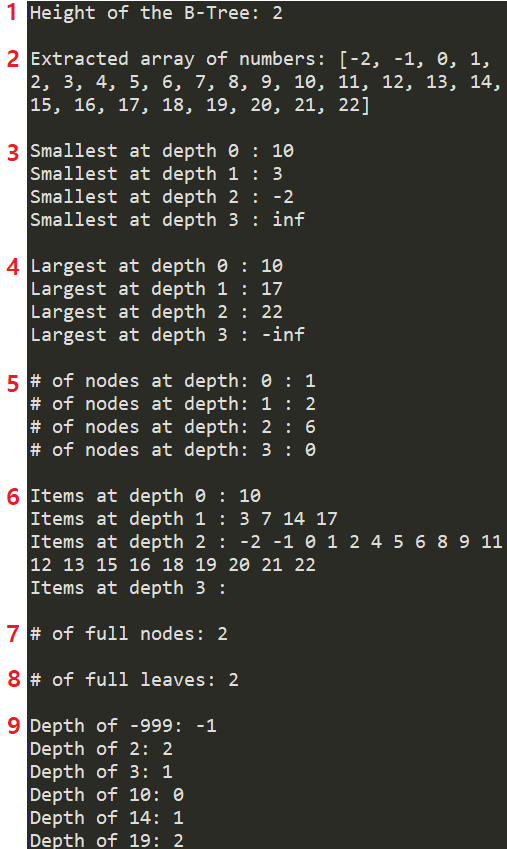 1 Height of the B-Tree: 2
2 Extracted array of numbers: [-2, -1, 0, 1,
2, 3, 4, 5, 6, 7, 8, 9, 10, 11, 12, 13, 14,
15, 16, 17, 18, 19, 20, 21, 22]
3 Smallest at depth 0 : 10
Smallest at depth 1 : 3
Smallest at depth 2 : -2
Smallest at depth 3 : inf
4 Largest at depth 0 : 10
Largest at depth 1 : 17
Largest at depth 2 : 22
Largest at depth 3 : -inf
5 # of nodes at depth: 0 : 1
# of nodes at depth: 1 : 2
# of nodes at depth: 2 : 6
# of nodes at depth: 3 : 0
6 Items at depth 0 : 10
Items at depth 1 : 3 7 14 17
Items at depth 2 : -2 -1 0 1 2 4 5 6 8 9 11
12 13 15 16 18 19 20 21 22
Items at depth 3 :
7 # of full nodes: 2
8 # of full leaves: 2
9 Depth of -999: -1
Depth of 2: 2
Depth of 3: 1
Depth of 10: 0
Depth of 14: 1
Depth of 19: 2